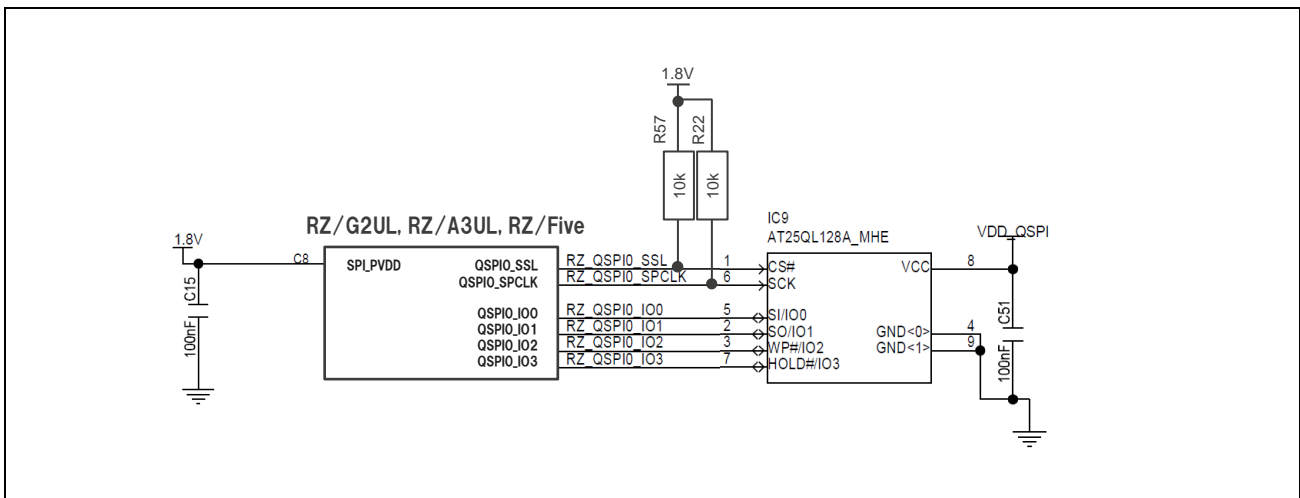 1.8V
R57
R22
10k
10k
RZ/G2UL, RZ/A3UL, RZ/Five
IC9
AT25QL128A_MHE
1.8V
C8
C15
100nF
SPI_PVDD
QSPI0_SSL
QSPI0_SPCLK
QSPI0_IO0
QSPI0_IO1
QSPI0_IO2
QSPI0_IO3
RZ_QSPI0_SSL
RZ_QSPI0_SPCLK
RZ_QSPI0_IO0
RZ_QSPI0_IO1
RZ_QSPI0_IO2
RZ_QSPI0_IO3
1
6
5
2
3
7
CS#
SCK
SI/IO0
SO/IO1
WP#/IO2
HOLD#/IO3
VCC
GND<0>
GND<1>
8
4
9
VDD_QSPI
C51
100nF